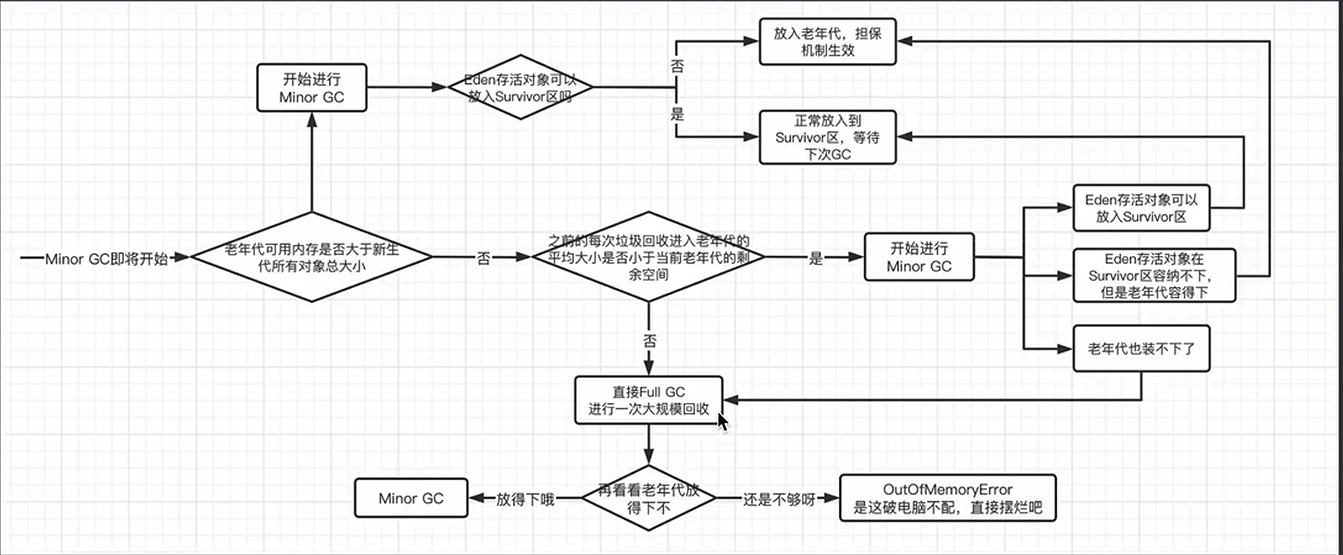 放入老年代，担保
机制生效
否
开始进行
Minor GC
Eden存活对象可以
放入Survivor区吗
是
正常放入到
Survivor区，等待
下次GC
Eden存活对象可以
放入Survivor区
Minor GC即将开始
老年代可用内存是否大于新生
代所有对象总大小
否
之前的每次垃圾回收进入老年代的
平均大小是否小于当前老年代的剩
余空间
是
开始进行
Minor GC
Eden存活对象在
Survivor区容纳不下，
但是老年代容得下
否
老年代也装不下了
直接Full GC
进行一次大规模回收
Minor GC
放得下哦
再看看老年代放
得下不
还是不够呀
OutOfMemoryError
是这破电脑不配，直接摆烂吧